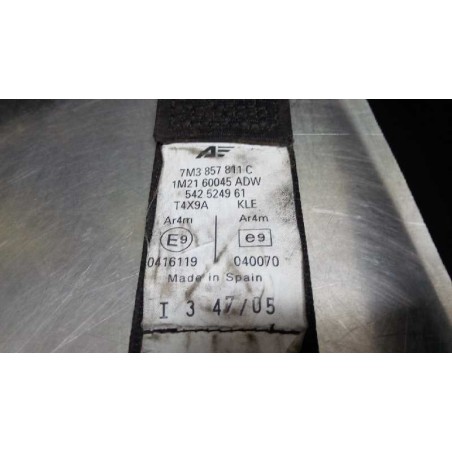 AE
7M3 857 811 C
1M21 60045 ADW
542 5249 61
T4X9A KLE
Ar4m Ar4m
E9 e9
0416119 040070
Made in Spain
I 3 47/05